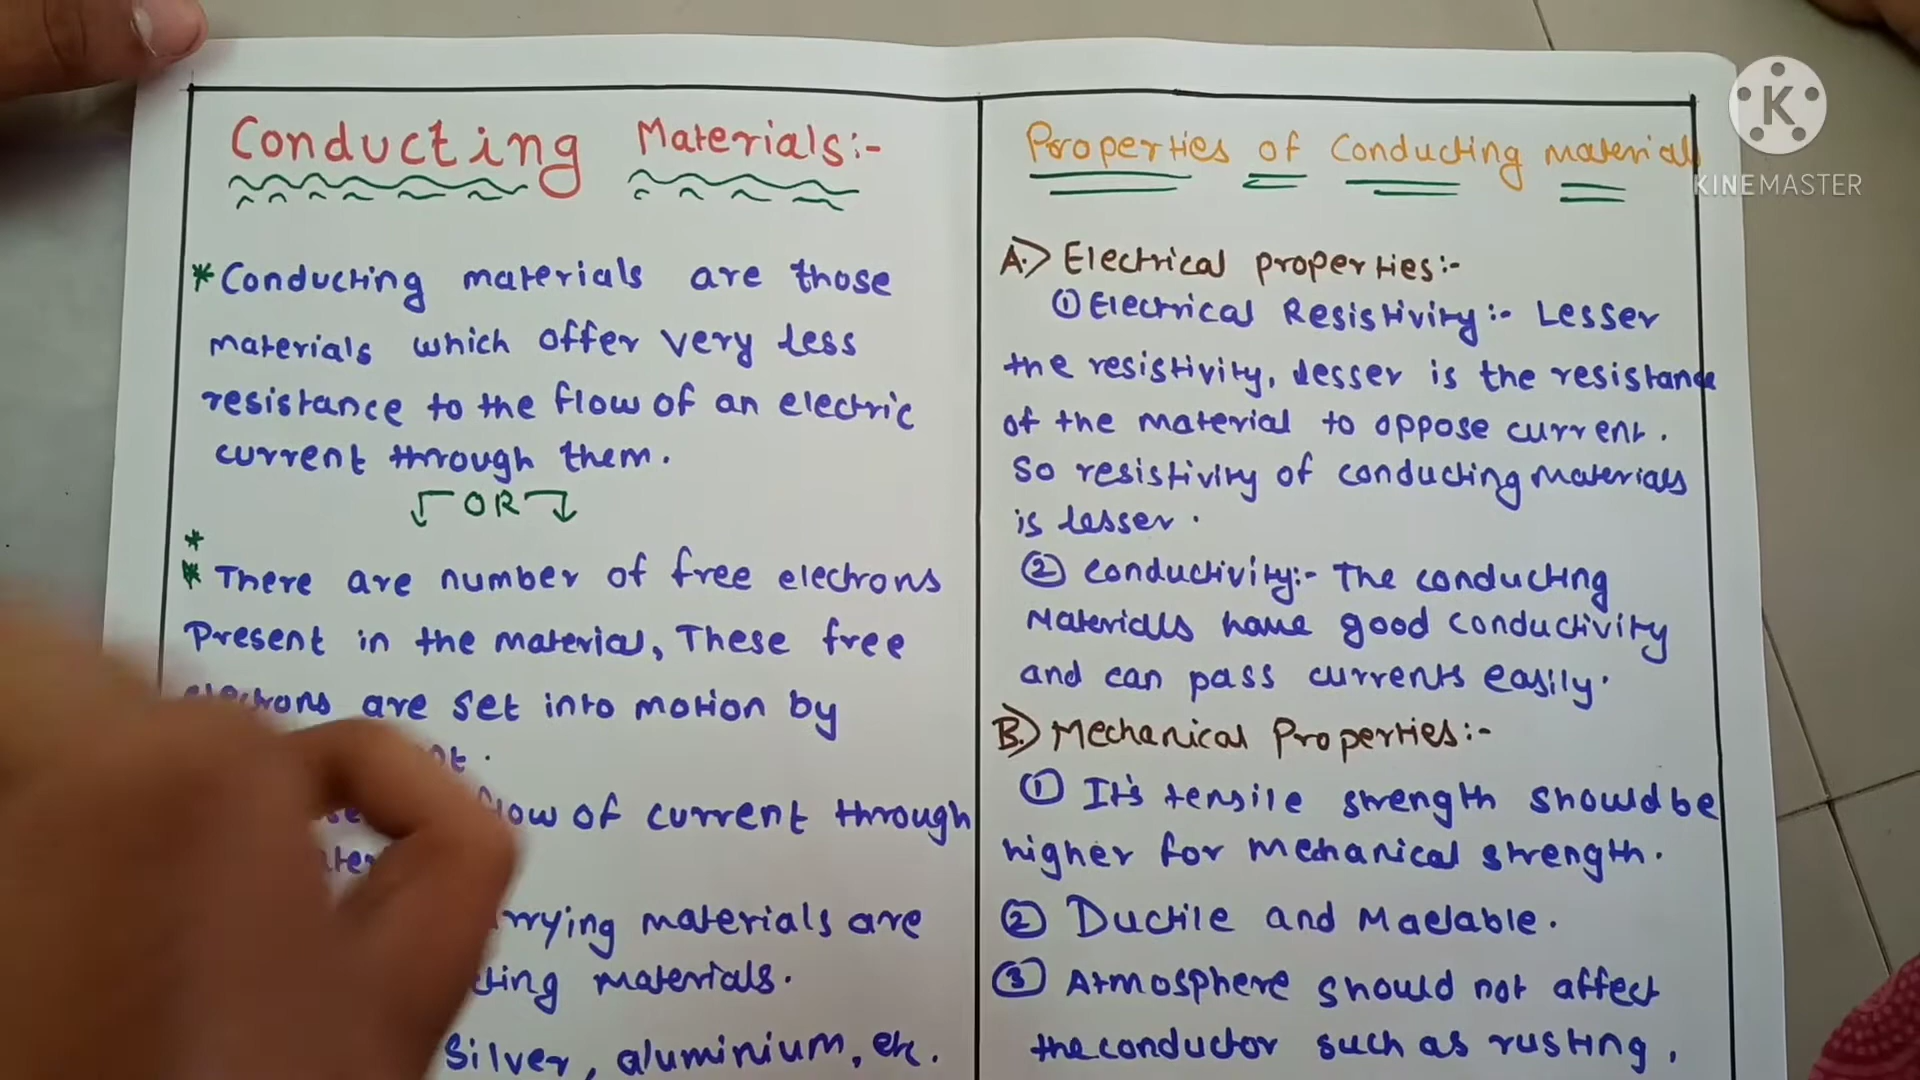 Conducting Materials:-
* Conducting materials are those
materials which offer very less
resistance to the flow of an electric
current through them.
OR
*
* There are number of free electrons
Present in the material, These free
electrons are set into motion by
flow of current through
rrying materials are
materials.
Silver, aluminium, etc.
Properties of Conducting material
A.) Electrical properties:-
① Electrical Resistivity:- Lesser
the resistivity, lesser is the resistance
of the material to oppose current.
So resistivity of conducting Materials
is lesser.
② Conductivity:- The conducting
Materials have good conductivity
and can pass currents easily.
B.) Mechanical Properties:-
① It's tensile strength should be
higher for mechanical strength.
② Ductile and Maelable.
③ Atmosphere should not affect
the conductor such as rusting,
K
KINEMASTER